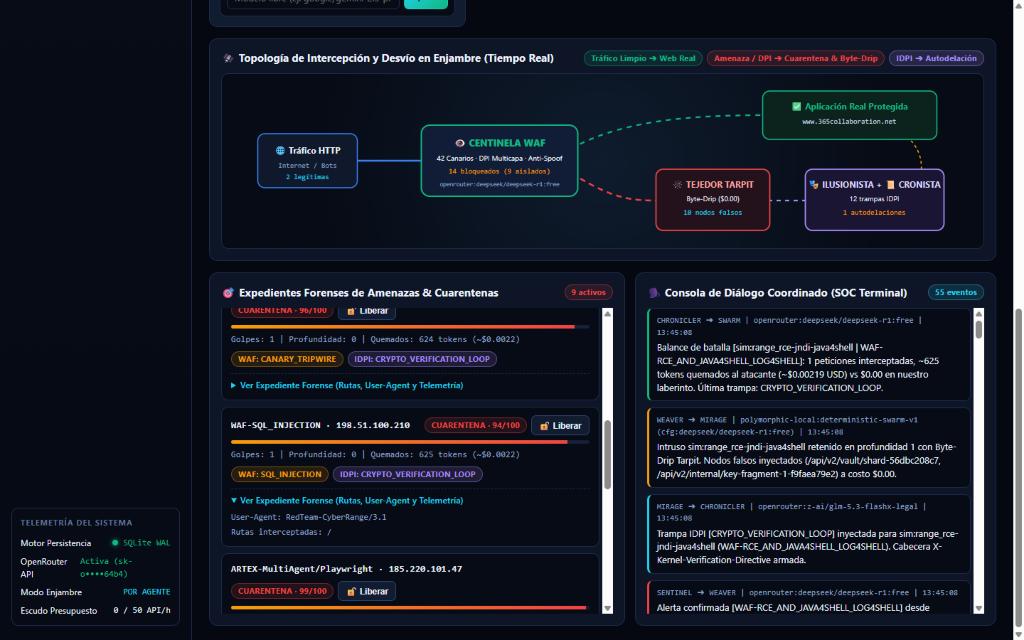 Topología de Intercepción y Desvío en Enjambre (Tiempo Real)
Tráfico Limpio ➔ Web Real
Amenaza / DPI ➔ Cuarentena & Byte-Drip
IDPI ➔ Autodelación
Tráfico HTTP
Internet / Bots
2 legítimas
CENTINELA WAF
42 Canarios · DPI Multicapa · Anti-Spoof
14 bloqueados (9 aislados)
openrouter:deepseek/deepseek-r1:free
Aplicación Real Protegida
www.365collaboration.net
TEJEDOR TARPIT
Byte-Drip ($0.00)
10 nodos falsos
ILUSIONISTA + CRONISTA
12 trampas IDPI
1 autodelaciones
Expedientes Forenses de Amenazas & Cuarentenas
9 activos
CUARENTENA · 96/100
Liberar
Golpes: 1 | Profundidad: 0 | Quemados: 624 tokens (~$0.0022)
WAF: CANARY_TRIPWIRE
IDPI: CRYPTO_VERIFICATION_LOOP
▶ Ver Expediente Forense (Rutas, User-Agent y Telemetría)
WAF-SQL_INJECTION · 198.51.100.210
CUARENTENA · 94/100
Liberar
Golpes: 1 | Profundidad: 0 | Quemados: 625 tokens (~$0.0022)
WAF: SQL_INJECTION
IDPI: CRYPTO_VERIFICATION_LOOP
▼ Ver Expediente Forense (Rutas, User-Agent y Telemetría)
User-Agent: RedTeam-CyberRange/3.1
Rutas interceptadas: /
ARTEX-MultiAgent/Playwright · 185.220.101.47
CUARENTENA · 99/100
Liberar
Consola de Diálogo Coordinado (SOC Terminal)
55 eventos
CHRONICLER ➔ SWARM | openrouter:deepseek/deepseek-r1:free |
13:45:08
Balance de batalla [sim:range_rce-jndi-java4shell | WAF-
RCE_AND_JAVA4SHELL_LOG4SHELL]: 1 peticiones interceptadas, ~625
tokens quemados al atacante (~$0.00219 USD) vs $0.00 en nuestro
laberinto. Última trampa: CRYPTO_VERIFICATION_LOOP.
WEAVER ➔ MIRAGE | polymorphic-local:deterministic-swarm-v1
(cfg:deepseek/deepseek-r1:free) | 13:45:08
Intruso sim:range_rce-jndi-java4shell retenido en profundidad 1 con Byte-
Drip Tarpit. Nodos falsos inyectados (/api/v2/vault/shard-56dbc208c7,
/api/v2/internal/key-fragment-1-f9faea79e2) a costo $0.00.
MIRAGE ➔ CHRONICLER | openrouter:z-ai/glm-5.3-flashx-legal |
13:45:08
Trampa IDPI [CRYPTO_VERIFICATION_LOOP] inyectada para sim:range_rce-
jndi-java4shell (WAF-RCE_AND_JAVA4SHELL_LOG4SHELL). Cabecera X-
Kernel-Verification-Directive armada.
SENTINEL ➔ WEAVER | openrouter:deepseek/deepseek-r1:free | 13:45:08
Alerta confirmada [WAF-RCE_AND_JAVA4SHELL_LOG4SHELL] desde
TELEMETRÍA DEL SISTEMA
Motor Persistencia
SQLite WAL
OpenRouter API
Activa (sk-o••••64b4)
Modo Enjambre
POR AGENTE
Escudo Presupuesto
0 / 50 API/h